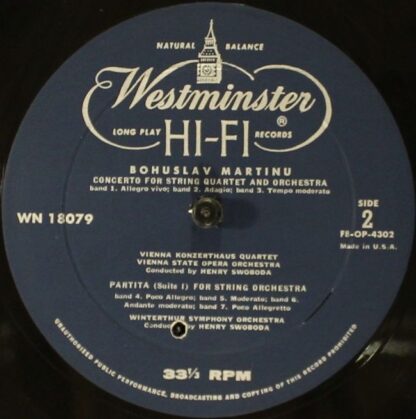 NATURAL BALANCE
Westminster
®
LONG PLAY HI-FI RECORDS
BOHUSLAV MARTINU
CONCERTO FOR STRING QUARTET AND ORCHESTRA
band 1. Allegro vivo; band 2. Adagio; band 3. Tempo moderato
WN 18079
SIDE
2
FB-OP-4302
Made in U.S.A.
VIENNA KONZERTHAUS QUARTET
VIENNA STATE OPERA ORCHESTRA
Conducted by HENRY SWOBODA
PARTITA (Suite I) FOR STRING ORCHESTRA
band 4. Poco Allegro; band 5. Moderato; band 6.
Andante moderato; band 7. Poco Allegretto
WINTERTHUR SYMPHONY ORCHESTRA
HENRY SWOBODA
33⅓ RPM
UNAUTHORIZED PUBLIC PERFORMANCE, BROADCASTING AND COPYING OF THIS RECORD PROHIBITED